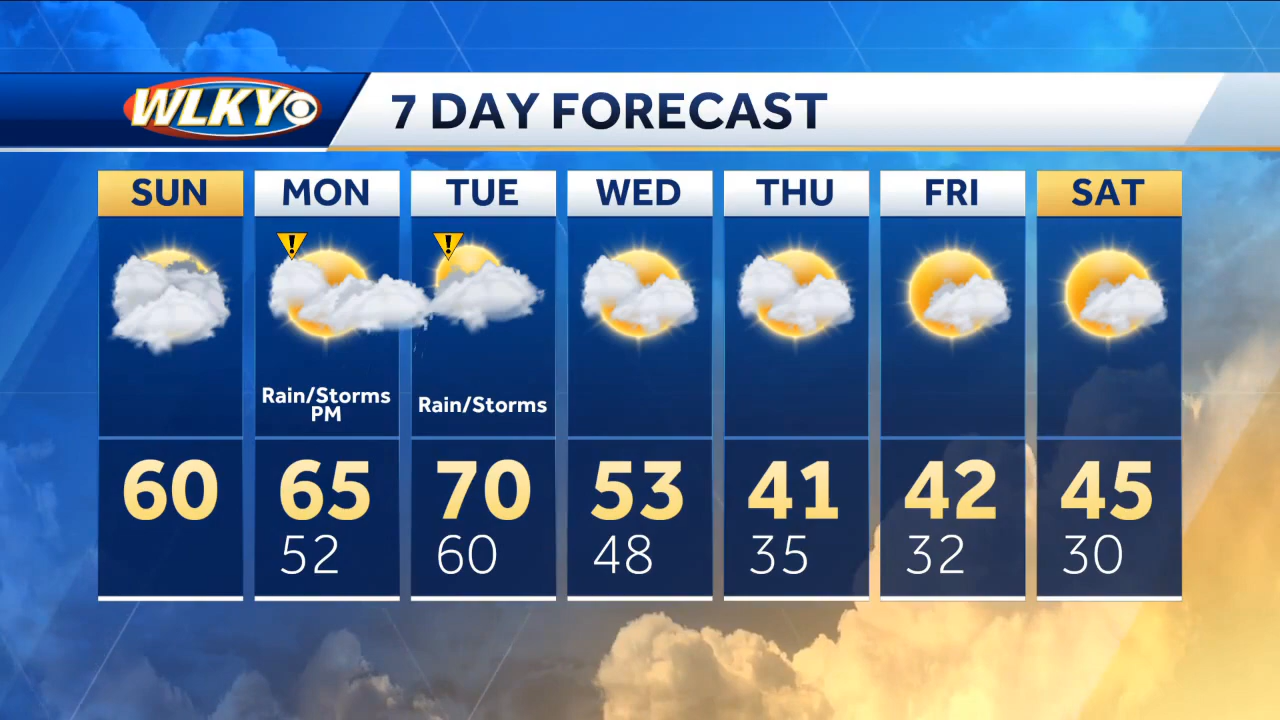 WLKY
7 DAY FORECAST
SUN MON TUE WED THU FRI SAT
! !
Rain/Storms
PM
Rain/Storms
60 65 70 53 41 42 45
52 60 48 35 32 30